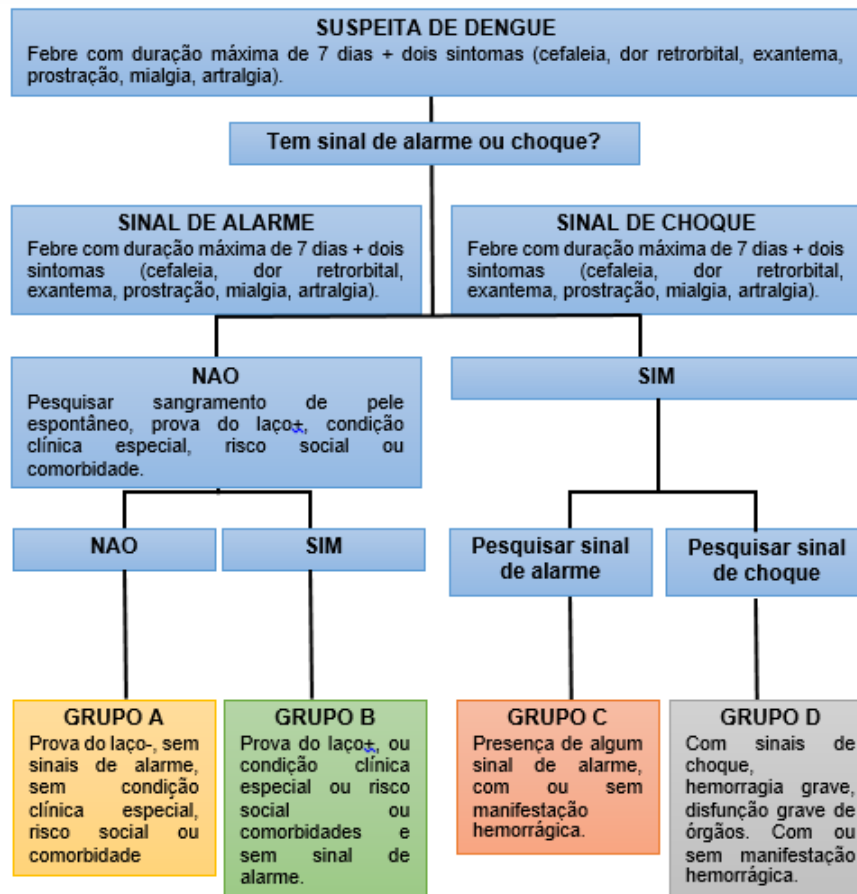 SUSPEITA DE DENGUE
Febre com duração máxima de 7 dias + dois sintomas (cefaleia, dor retrorbital, exantema,
prostração, mialgia, artralgia).
Tem sinal de alarme ou choque?
SINAL DE ALARME
Febre com duração máxima de 7 dias + dois
sintomas (cefaleia, dor retrorbital,
exantema, prostração, mialgia, artralgia).
SINAL DE CHOQUE
Febre com duração máxima de 7 dias + dois
sintomas (cefaleia, dor retrorbital,
exantema, prostração, mialgia, artralgia).
NAO
Pesquisar sangramento de pele
espontâneo, prova do laço+, condição
clínica especial, risco social ou
comorbidade.
SIM
NAO
SIM
Pesquisar sinal
de alarme
Pesquisar sinal
de choque
GRUPO A
Prova do laço-, sem
sinais de alarme,
sem condição
clínica especial,
risco social ou
comorbidade
GRUPO B
Prova do laço+, ou
condição clínica
especial ou risco
social ou
comorbidades e
sem sinal de
alarme.
GRUPO C
Presença de algum
sinal de alarme,
com ou sem
manifestação
hemorrágica.
GRUPO D
Com sinais de
choque,
hemorragia grave,
disfunção grave de
órgãos. Com ou
sem manifestação
hemorrágica.